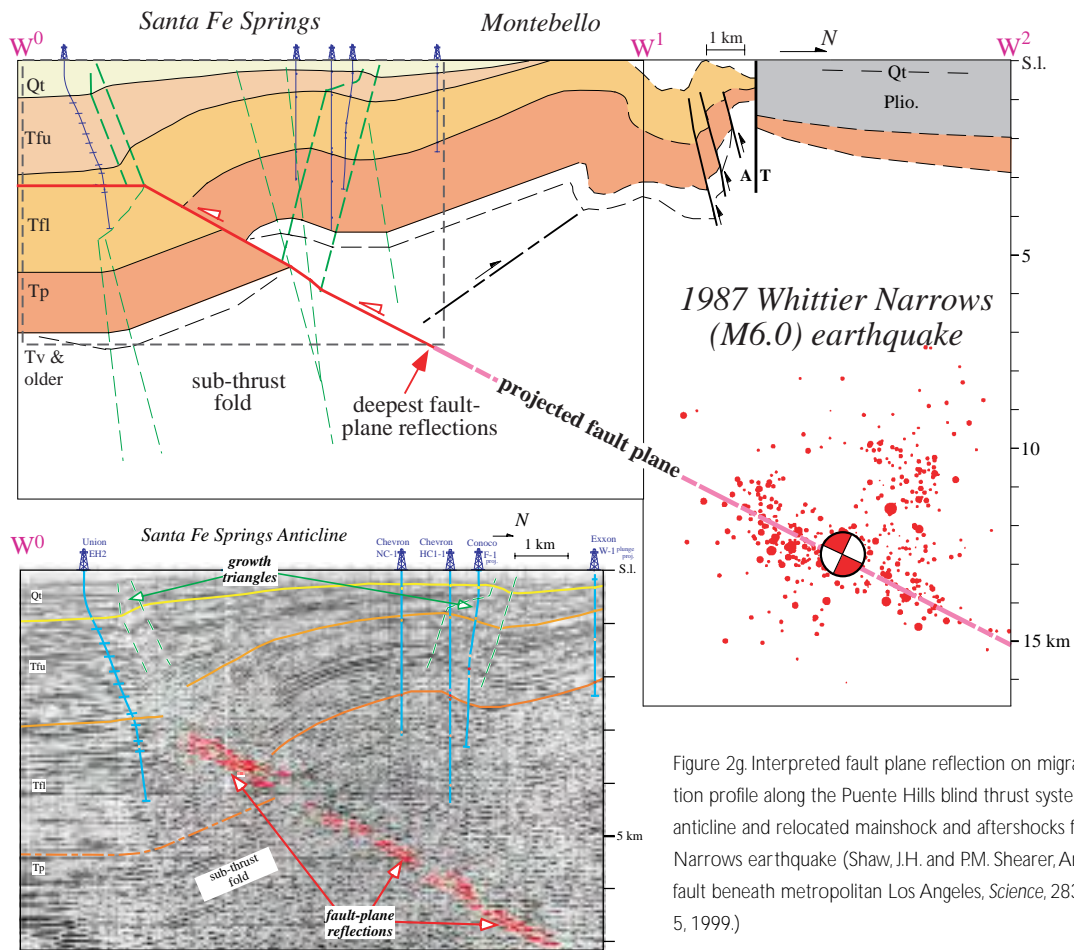 Santa Fe Springs
Montebello
W0
W1
1 km
N
W2
S.l.
Qt
Qt
Plio.
Tfu
A T
Tfl
5
Tp
1987 Whittier Narrows
(M6.0) earthquake
Tv &
older
sub-thrust
fold
deepest fault-
plane reflections
projected fault plane
10
15 km
W0
Santa Fe Springs Anticline
N
1 km
Union
EH2
growth
triangles
Chevron
NC-1
Chevron
HC1-1
Conoco
F-1
proj.
Exxon
W-1 plunge
proj.
S.l.
Qt
Tfu
Tfl
5 km
Tp
sub-thrust
fold
fault-plane
reflections
Figure 2g. Interpreted fault plane reflection on migra
tion profile along the Puente Hills blind thrust syste
anticline and relocated mainshock and aftershocks f
Narrows earthquake (Shaw, J.H. and P.M. Shearer, A
fault beneath metropolitan Los Angeles, Science, 283
5, 1999.)